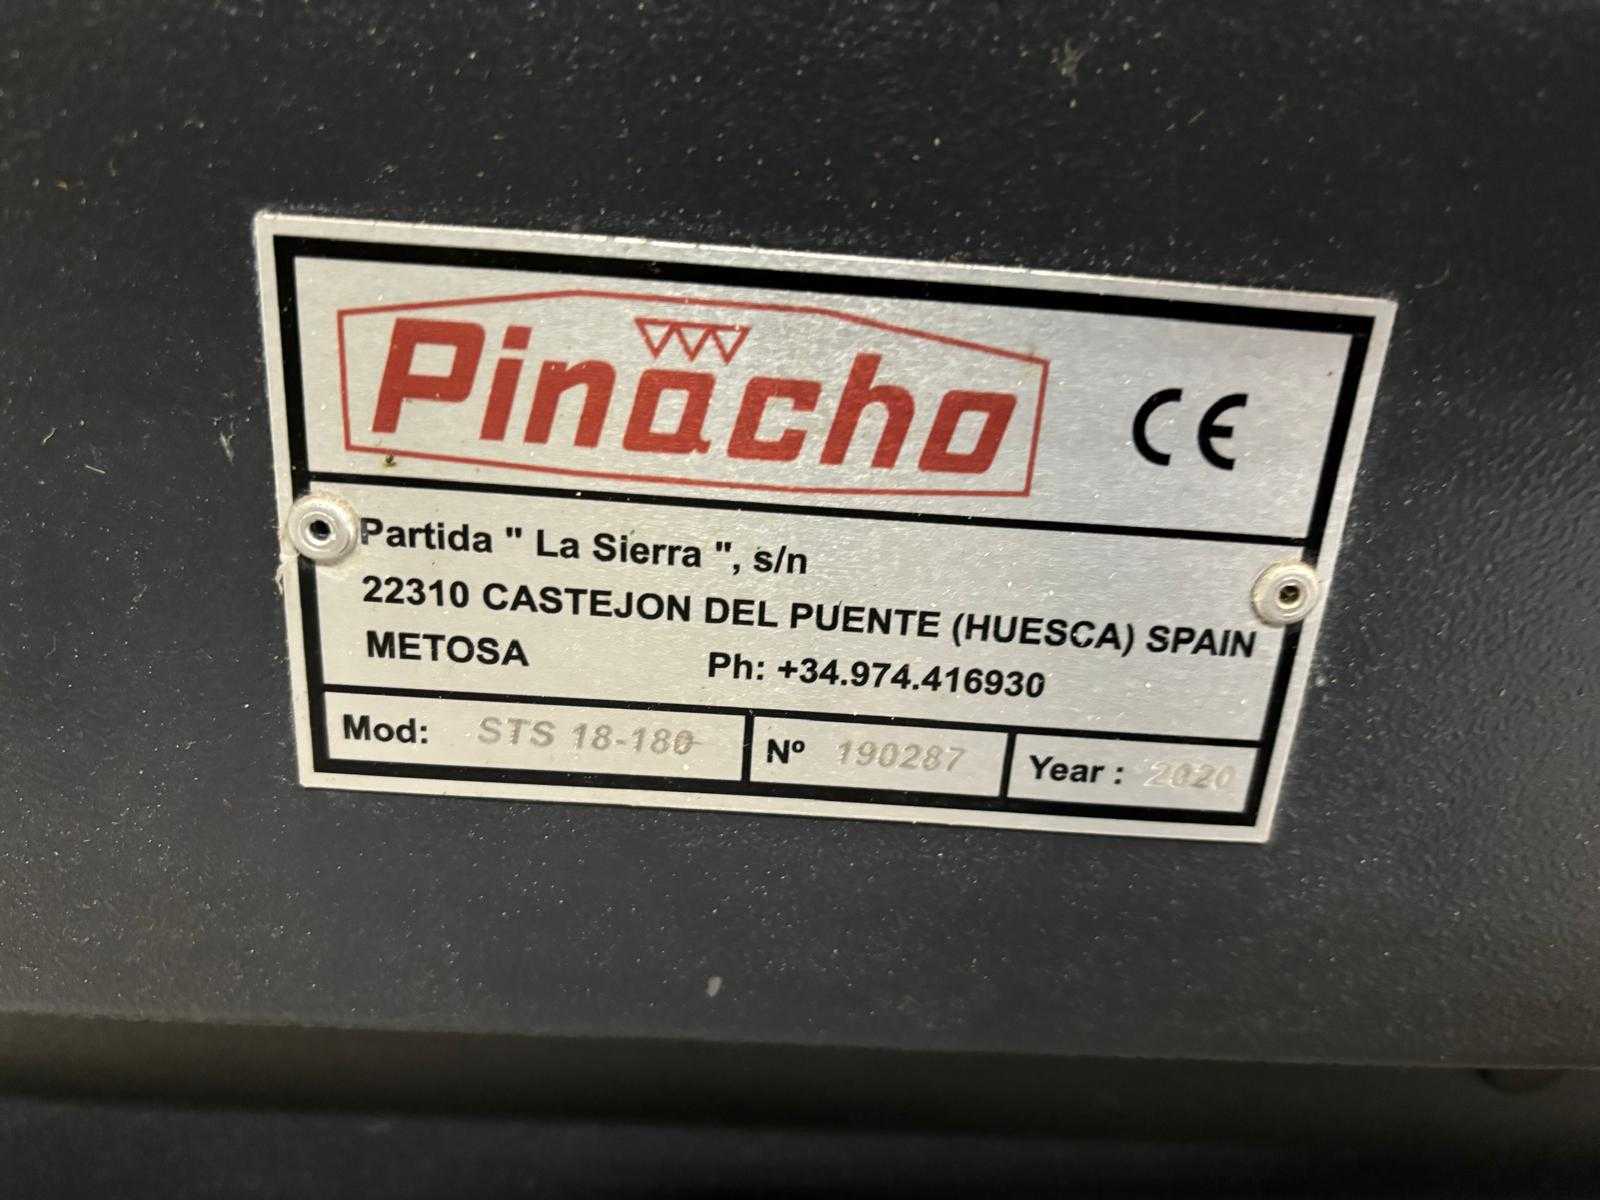 Pinacho CE
Partida " La Sierra ", s/n
22310 CASTEJON DEL PUENTE (HUESCA) SPAIN
METOSA Ph: +34.974.416930
Mod: STS 18-180 Nº 190287 Year : 2020